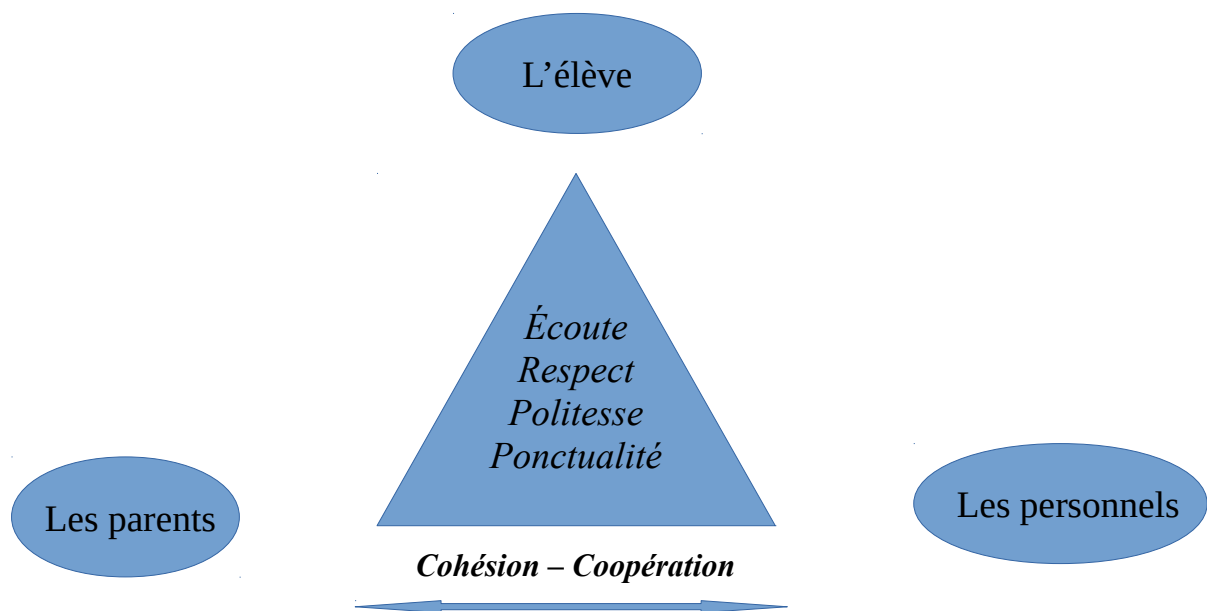 L’élève
Écoute
Respect
Politesse
Ponctualité
Les parents
Les personnels
Cohésion – Coopération